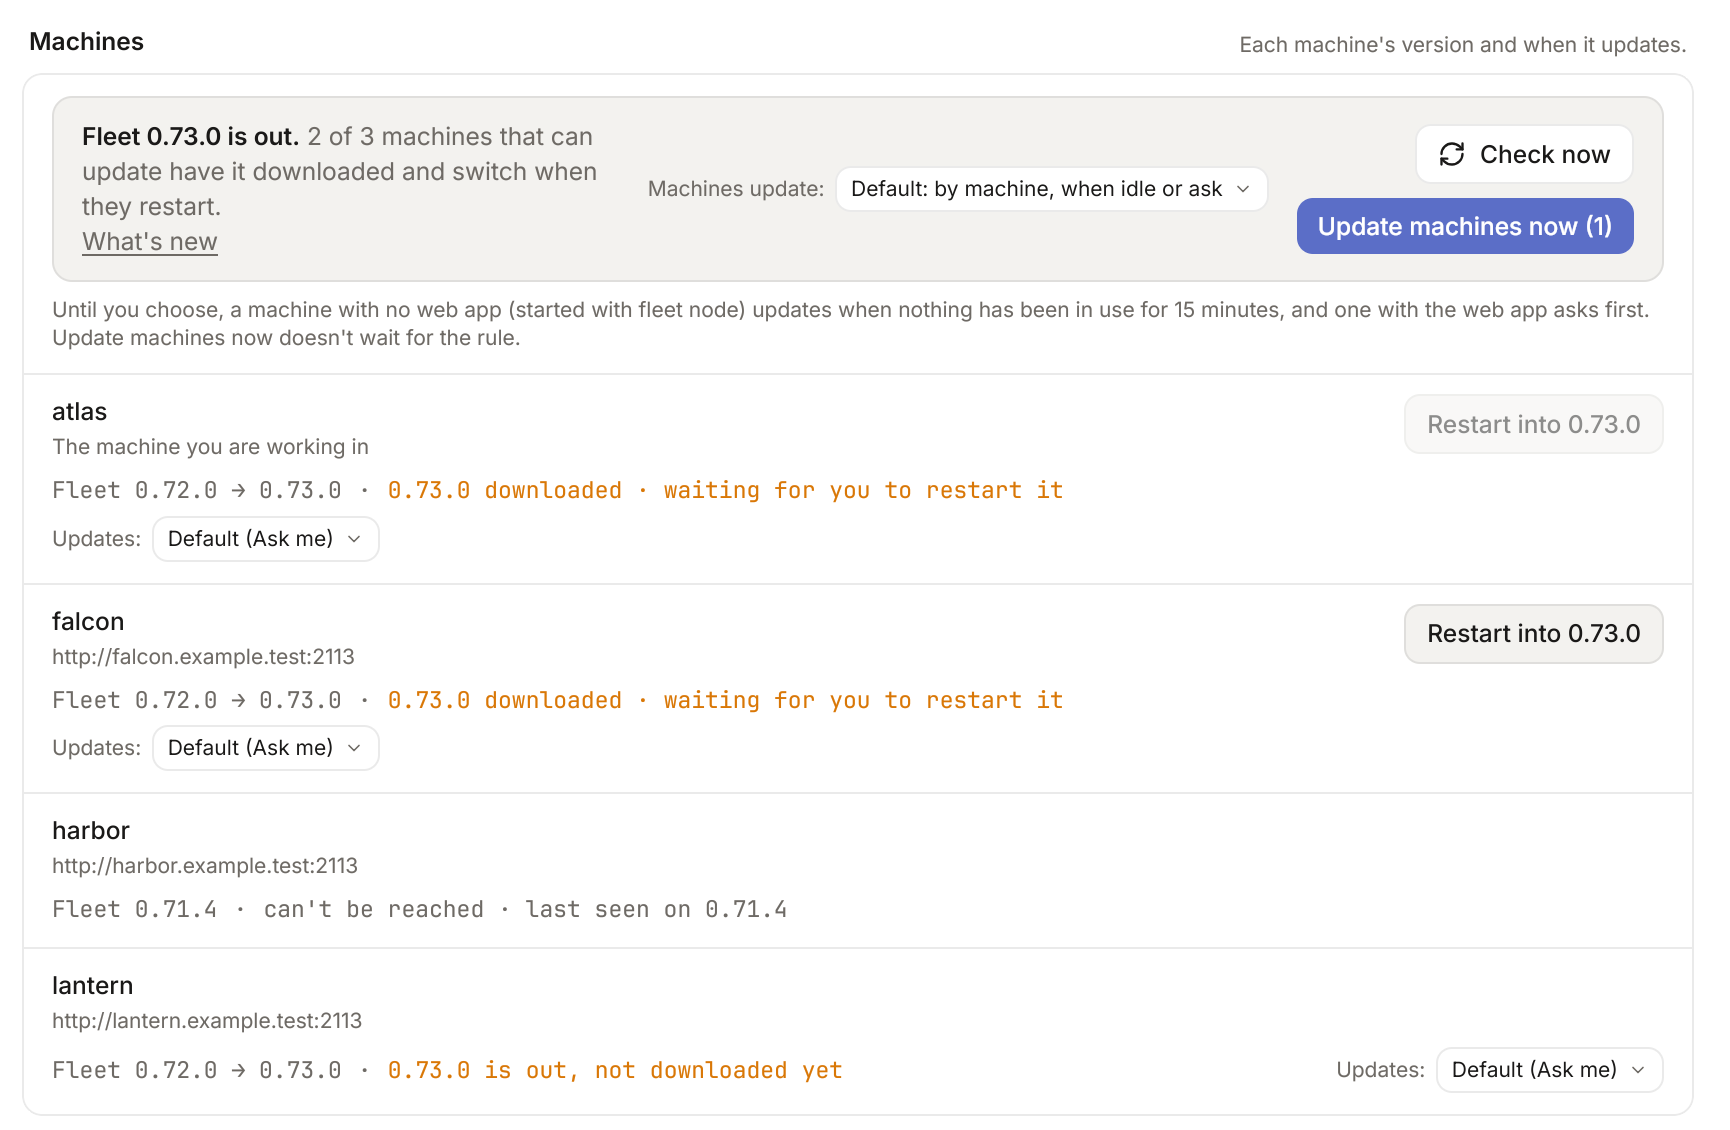 Machines
Each machine's version and when it updates.
Fleet 0.73.0 is out. 2 of 3 machines that can
update have it downloaded and switch when
they restart.
What's new
Machines update: Default: by machine, when idle or ask
Check now
Update machines now (1)
Until you choose, a machine with no web app (started with fleet node) updates when nothing has been in use for 15 minutes, and one with the web app asks first.
Update machines now doesn't wait for the rule.
atlas
The machine you are working in
Fleet 0.72.0 → 0.73.0 · 0.73.0 downloaded · waiting for you to restart it
Updates: Default (Ask me)
Restart into 0.73.0
falcon
http://falcon.example.test:2113
Fleet 0.72.0 → 0.73.0 · 0.73.0 downloaded · waiting for you to restart it
Updates: Default (Ask me)
Restart into 0.73.0
harbor
http://harbor.example.test:2113
Fleet 0.71.4 · can't be reached · last seen on 0.71.4
lantern
http://lantern.example.test:2113
Fleet 0.72.0 → 0.73.0 · 0.73.0 is out, not downloaded yet
Updates: Default (Ask me)